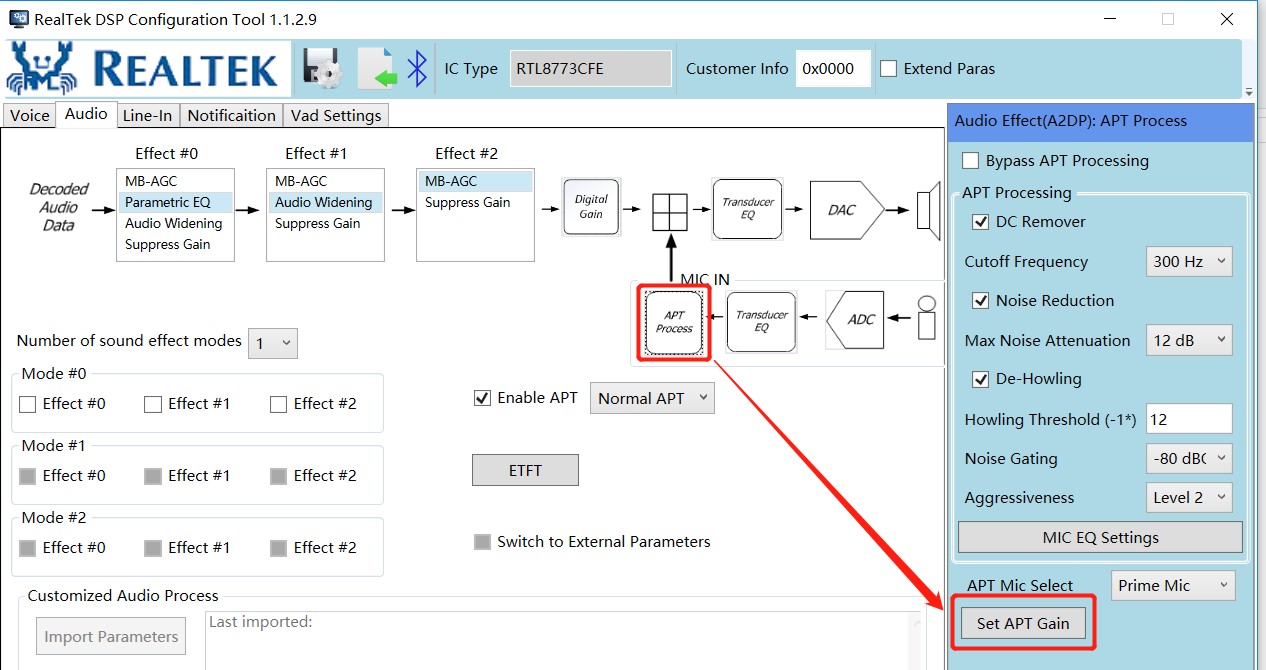 RealTek DSP Configuration Tool 1.1.2.9
REALTEK
IC Type RTL8773CFE Customer Info 0x0000 Extend Paras
Voice Audio Line-In Notificaition Vad Settings
Effect #0 Effect #1 Effect #2
Decoded
Audio
Data
MB-AGC
Parametric EQ
Audio Widening
Suppress Gain
MB-AGC
Audio Widening
Suppress Gain
MB-AGC
Suppress Gain
Digital
Gain
Transducer
EQ
DAC
MIC IN
APT
Process
Transducer
EQ
ADC
Number of sound effect modes 1
Mode #0
Effect #0 Effect #1 Effect #2
Mode #1
Effect #0 Effect #1 Effect #2
Mode #2
Effect #0 Effect #1 Effect #2
Enable APT Normal APT
ETFT
Switch to External Parameters
Customized Audio Process
Import Parameters
Last imported:
Audio Effect(A2DP): APT Process
Bypass APT Processing
APT Processing
DC Remover
Cutoff Frequency 300 Hz
Noise Reduction
Max Noise Attenuation 12 dB
De-Howling
Howling Threshold (-1*) 12
Noise Gating -80 dB
Aggressiveness Level 2
MIC EQ Settings
APT Mic Select Prime Mic
Set APT Gain